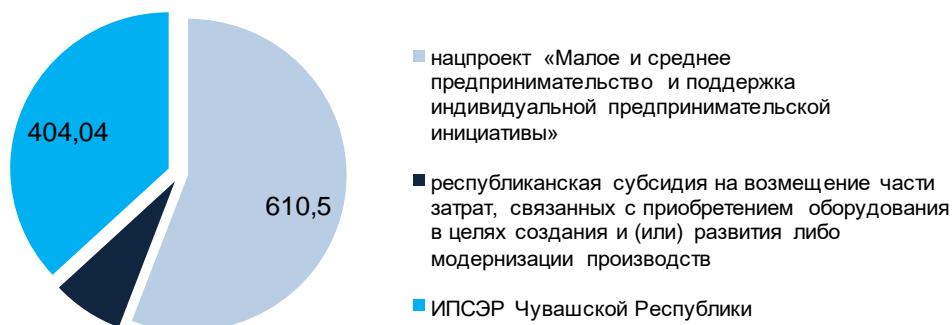 404,04
610,5
нацпроект «Малое и среднее
предпринимательство и поддержка
индивидуальной предпринимательской
инициативы»
республиканская субсидия на возмещение части
затрат, связанных с приобретением оборудования
в целях создания и (или) развития либо
модернизации производств
ИПСЭР Чувашской Республики